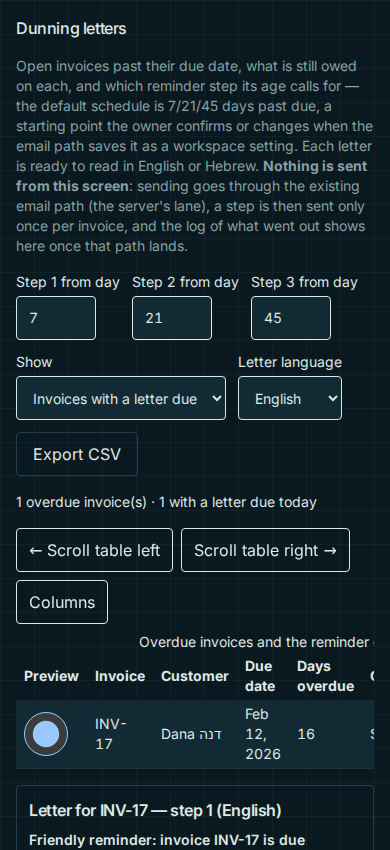 Dunning letters
Open invoices past their due date, what is still owed
on each, and which reminder step its age calls for —
the default schedule is 7/21/45 days past due, a
starting point the owner confirms or changes when the
email path saves it as a workspace setting. Each letter
is ready to read in English or Hebrew. Nothing is sent
from this screen: sending goes through the existing
email path (the server's lane), a step is then sent only
once per invoice, and the log of what went out shows
here once that path lands.
Step 1 from day Step 2 from day Step 3 from day
7 21 45
Show Letter language
Invoices with a letter due English
Export CSV
1 overdue invoice(s) · 1 with a letter due today
← Scroll table left Scroll table right →
Columns
Overdue invoices and the reminder
Preview Invoice Customer Due date Days overdue
INV-17 Dana דנה Feb 12, 2026 16
Letter for INV-17 — step 1 (English)
Friendly reminder: invoice INV-17 is due